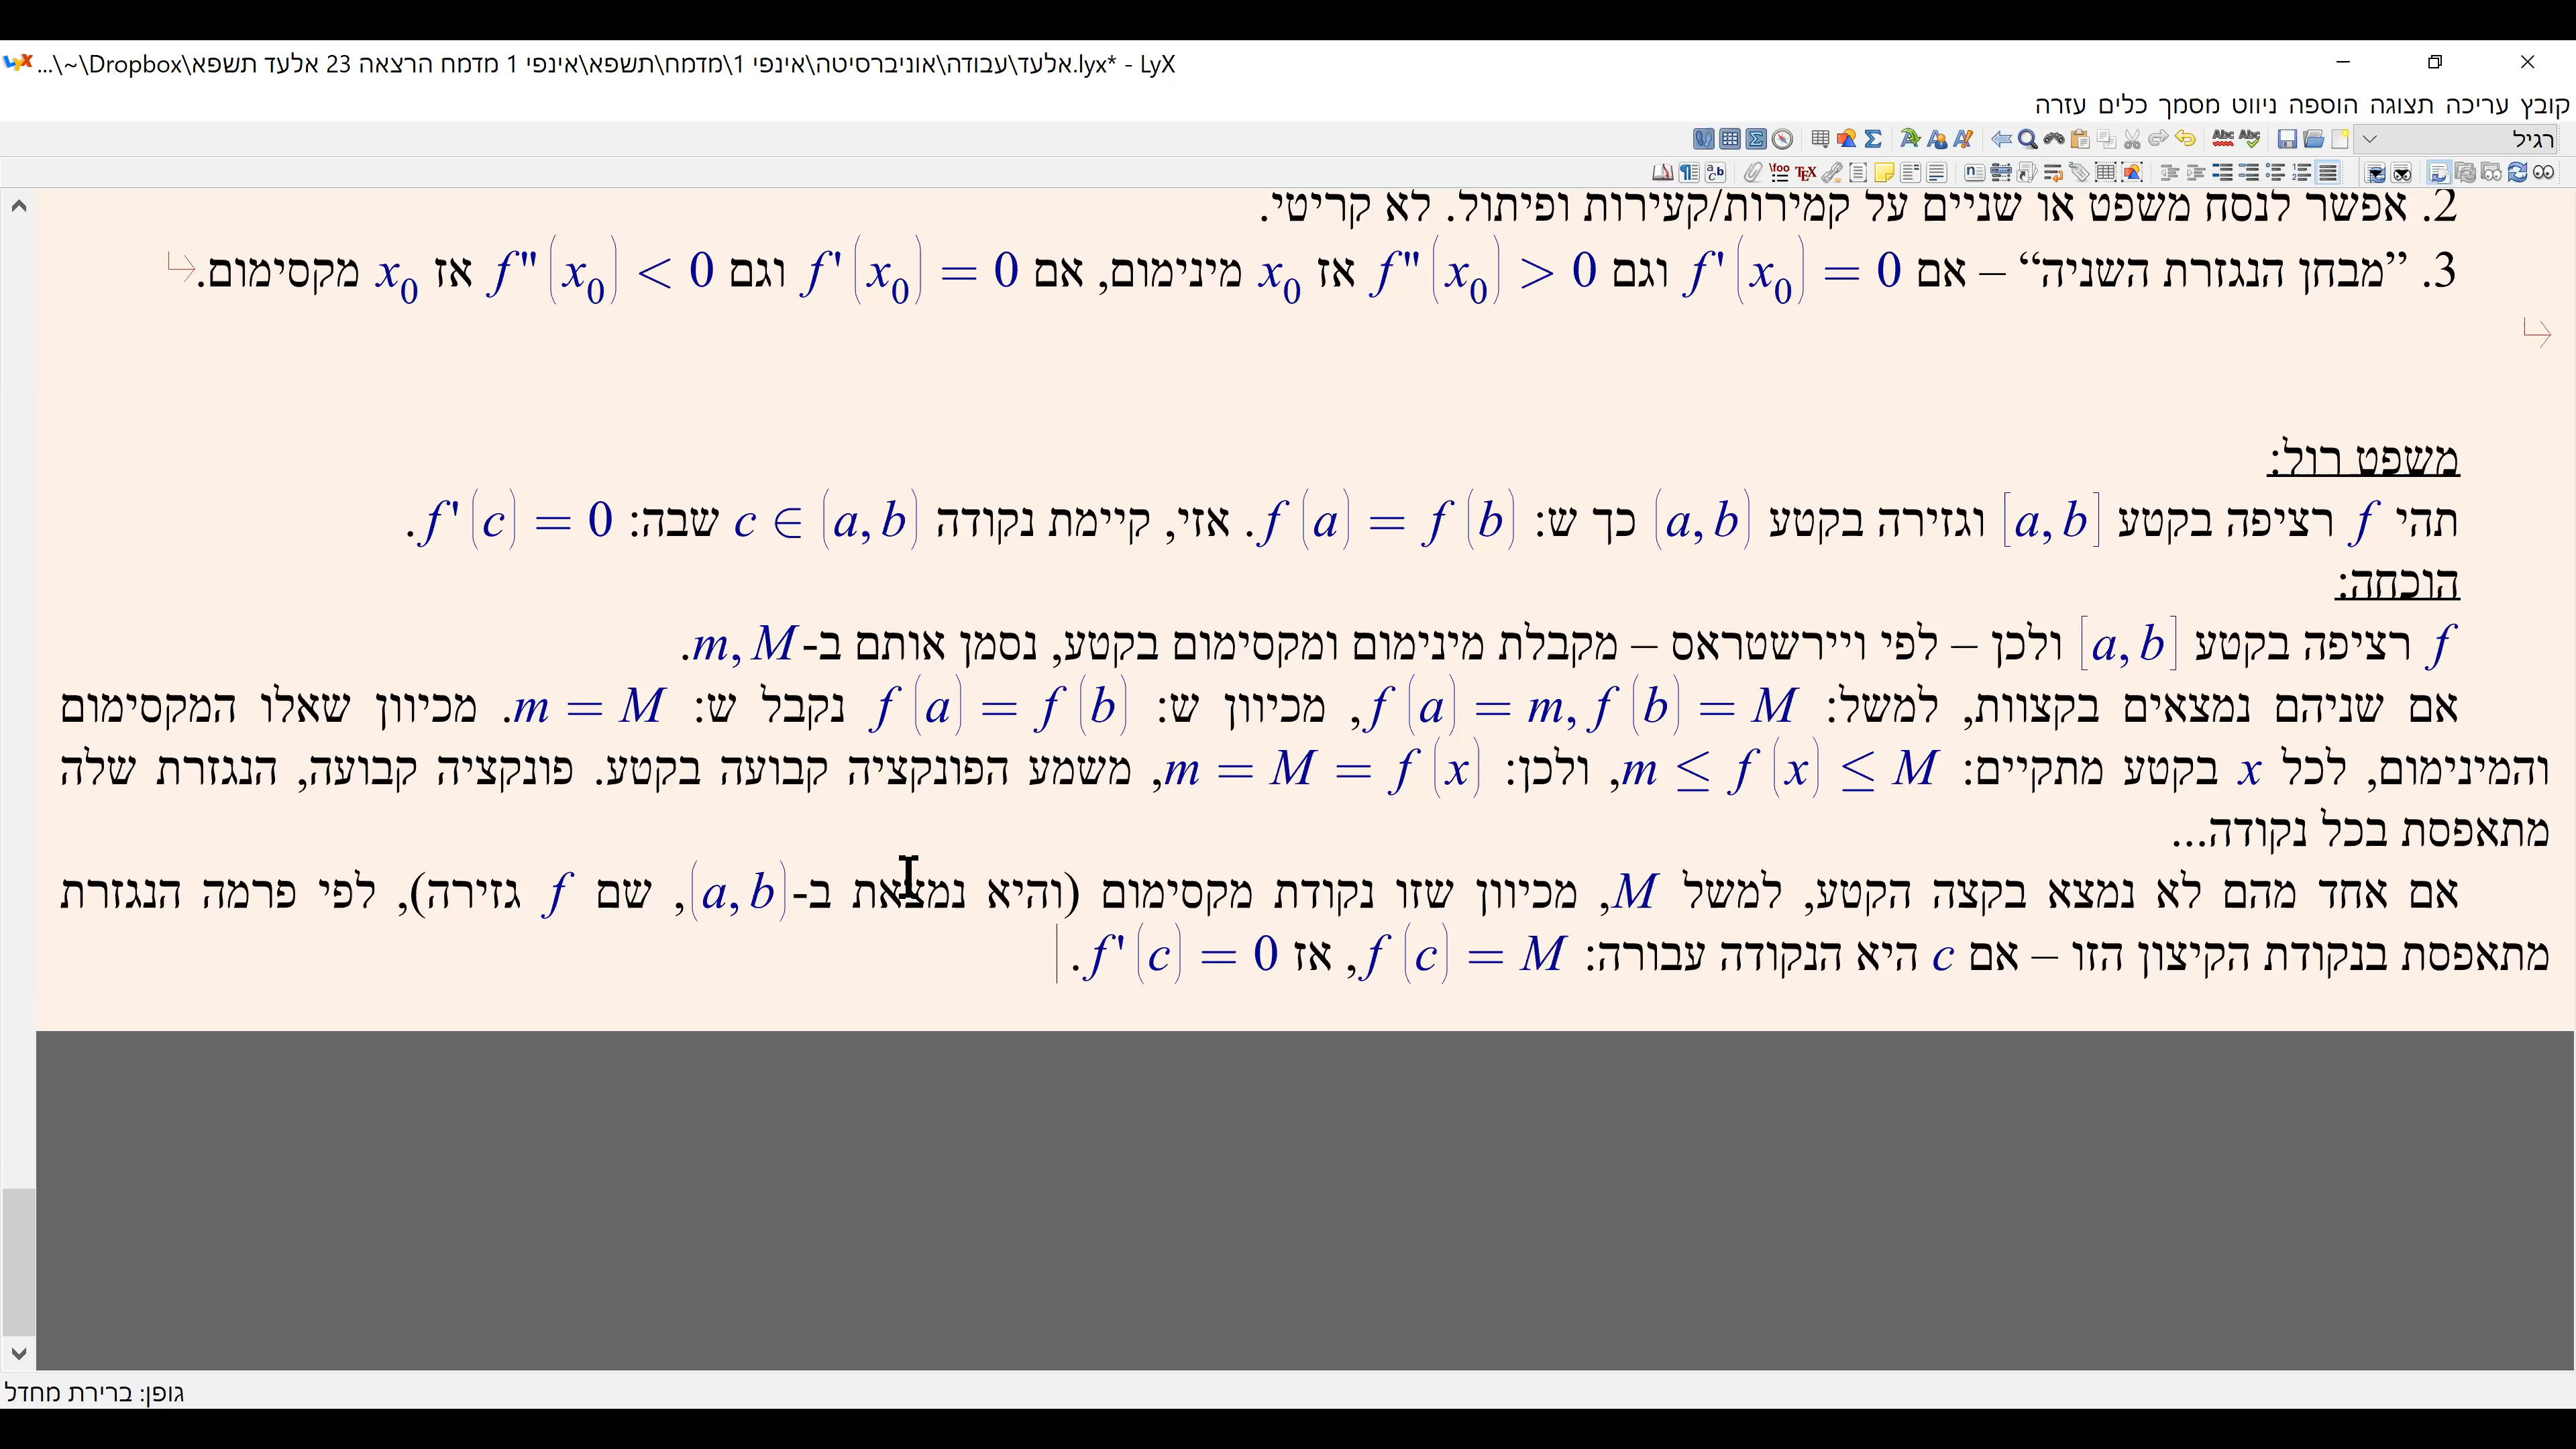 ...\~\Dropbox\אלעד\עבודה\אוניברסיטה\אינפי 1\מדמח\תשפא\אינפי 1 מדמח הרצאה 23 אלעד תשפא.lyx* - LyX
קובץ עריכה תצוגה הוספה ניווט מסמך כלים עזרה
רגיל
2. אפשר לנסח משפט או שניים על קמירות/קעירות ופיתול. לא קריטי.
3. ”מבחן הנגזרת השניה“ – אם f'(x₀) = 0 וגם f''(x₀) > 0 אז x₀ מינימום, אם f'(x₀) = 0 וגם f''(x₀) < 0 אז x₀ מקסימום.
משפט רול:
תהי f רציפה בקטע [a, b] וגזירה בקטע (a, b) כך ש: f(a) = f(b). אזי, קיימת נקודה c ∈ (a, b) שבה: f'(c) = 0.
הוכחה:
f רציפה בקטע [a, b] ולכן – לפי ויירשטראס – מקבלת מינימום ומקסימום בקטע, נסמן אותם ב-m, M.
אם שניהם נמצאים בקצוות, למשל: f(a) = m, f(b) = M, מכיוון ש: f(a) = f(b) נקבל ש: m = M. מכיוון שאלו המקסימום
והמינימום, לכל x בקטע מתקיים: m ≤ f(x) ≤ M, ולכן: m = M = f(x), משמע הפונקציה קבועה בקטע. פונקציה קבועה, הנגזרת שלה
מתאפסת בכל נקודה...
אם אחד מהם לא נמצא בקצה הקטע, למשל M, מכיוון שזו נקודת מקסימום (והיא נמצאת ב-(a, b), שם f גזירה), לפי פרמה הנגזרת
מתאפסת בנקודת הקיצון הזו – אם c היא הנקודה עבורה: f(c) = M, אז f'(c) = 0.
גופן: ברירת מחדל